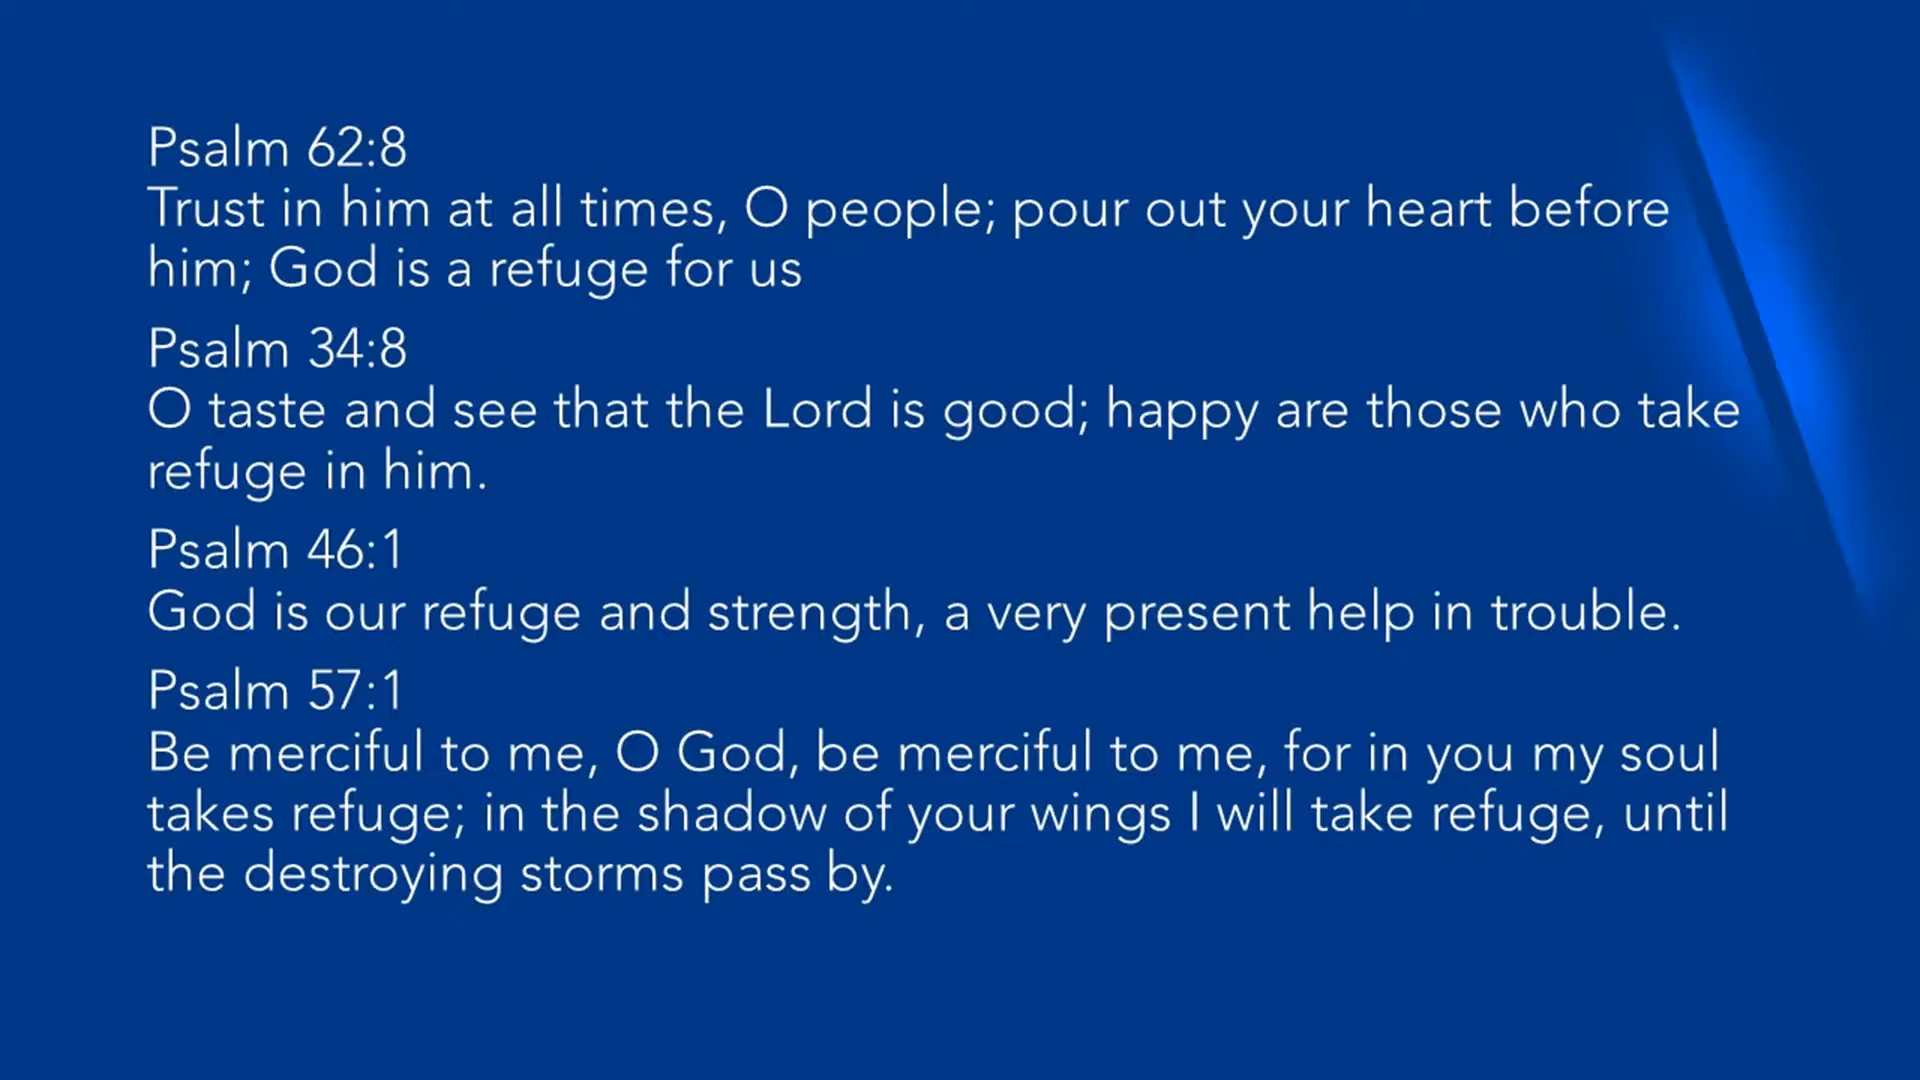 Psalm 62:8
Trust in him at all times, O people; pour out your heart before
him; God is a refuge for us
Psalm 34:8
O taste and see that the Lord is good; happy are those who take
refuge in him.
Psalm 46:1
God is our refuge and strength, a very present help in trouble.
Psalm 57:1
Be merciful to me, O God, be merciful to me, for in you my soul
takes refuge; in the shadow of your wings I will take refuge, until
the destroying storms pass by.